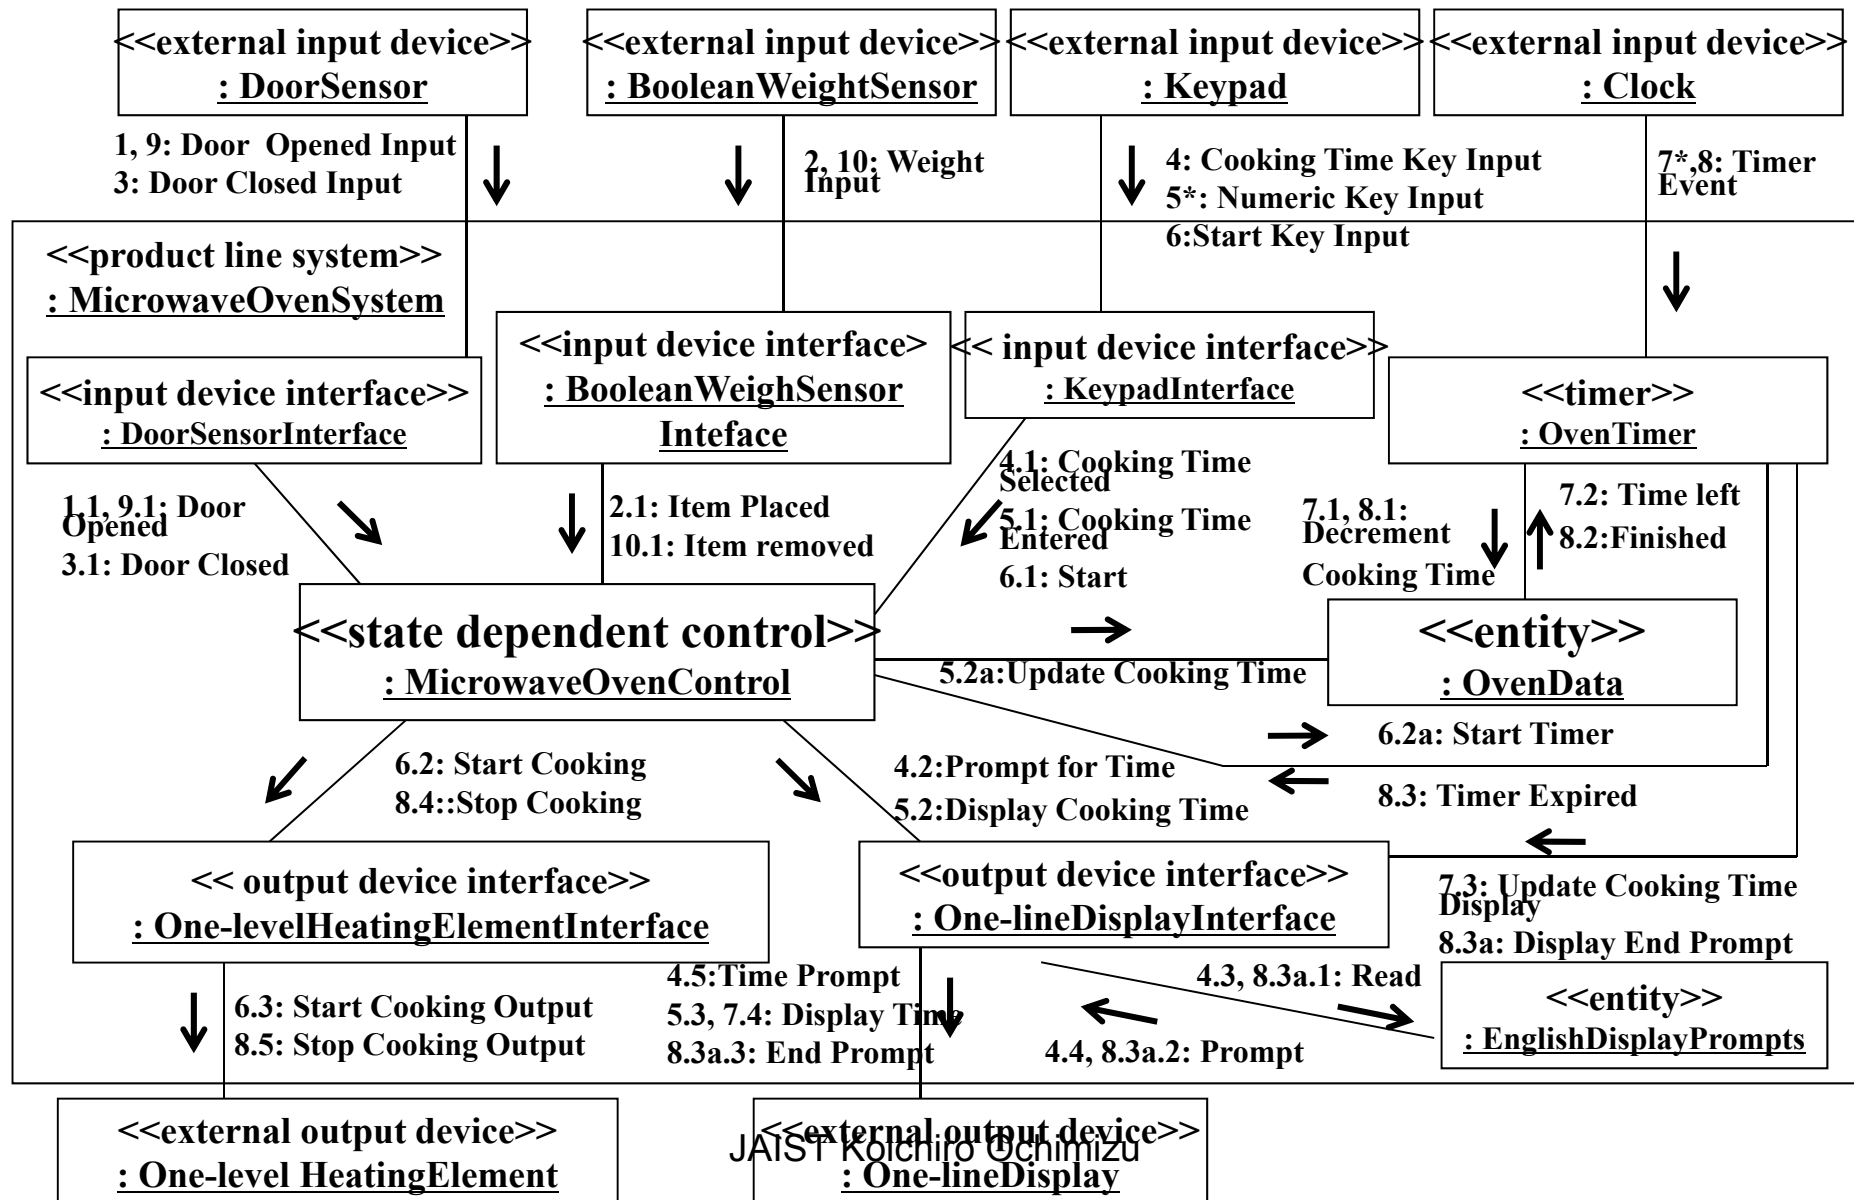 <<external input device>>
: DoorSensor
<<external input device>>
: BooleanWeightSensor
<<external input device>>
: Keypad
<<external input device>>
: Clock
1, 9: Door Opened Input
3: Door Closed Input
2, 10: Weight
Input
4: Cooking Time Key Input
5*: Numeric Key Input
6:Start Key Input
7*,8: Timer
Event
<<product line system>>
: MicrowaveOvenSystem
<<input device interface>>
: DoorSensorInterface
<<input device interface>
: BooleanWeighSensor
Inteface
<< input device interface>>
: KeypadInterface
<<timer>>
: OvenTimer
1.1, 9.1: Door
Opened
3.1: Door Closed
2.1: Item Placed
10.1: Item removed
4.1: Cooking Time
Selected
5.1: Cooking Time
Entered
6.1: Start
7.1, 8.1:
Decrement
Cooking Time
7.2: Time left
8.2:Finished
<<state dependent control>>
: MicrowaveOvenControl
5.2a:Update Cooking Time
<<entity>>
: OvenData
6.2a: Start Timer
8.3: Timer Expired
6.2: Start Cooking
8.4::Stop Cooking
4.2:Prompt for Time
5.2:Display Cooking Time
<< output device interface>>
: One-levelHeatingElementInterface
<<output device interface>>
: One-lineDisplayInterface
7.3: Update Cooking Time
Display
8.3a: Display End Prompt
6.3: Start Cooking Output
8.5: Stop Cooking Output
4.5:Time Prompt
5.3, 7.4: Display Time
8.3a.3: End Prompt
4.3, 8.3a.1: Read
4.4, 8.3a.2: Prompt
<<entity>>
: EnglishDisplayPrompts
<<external output device>>
: One-level HeatingElement
<<external output device>>
: One-lineDisplay
JAIST Koichiro Ochimizu